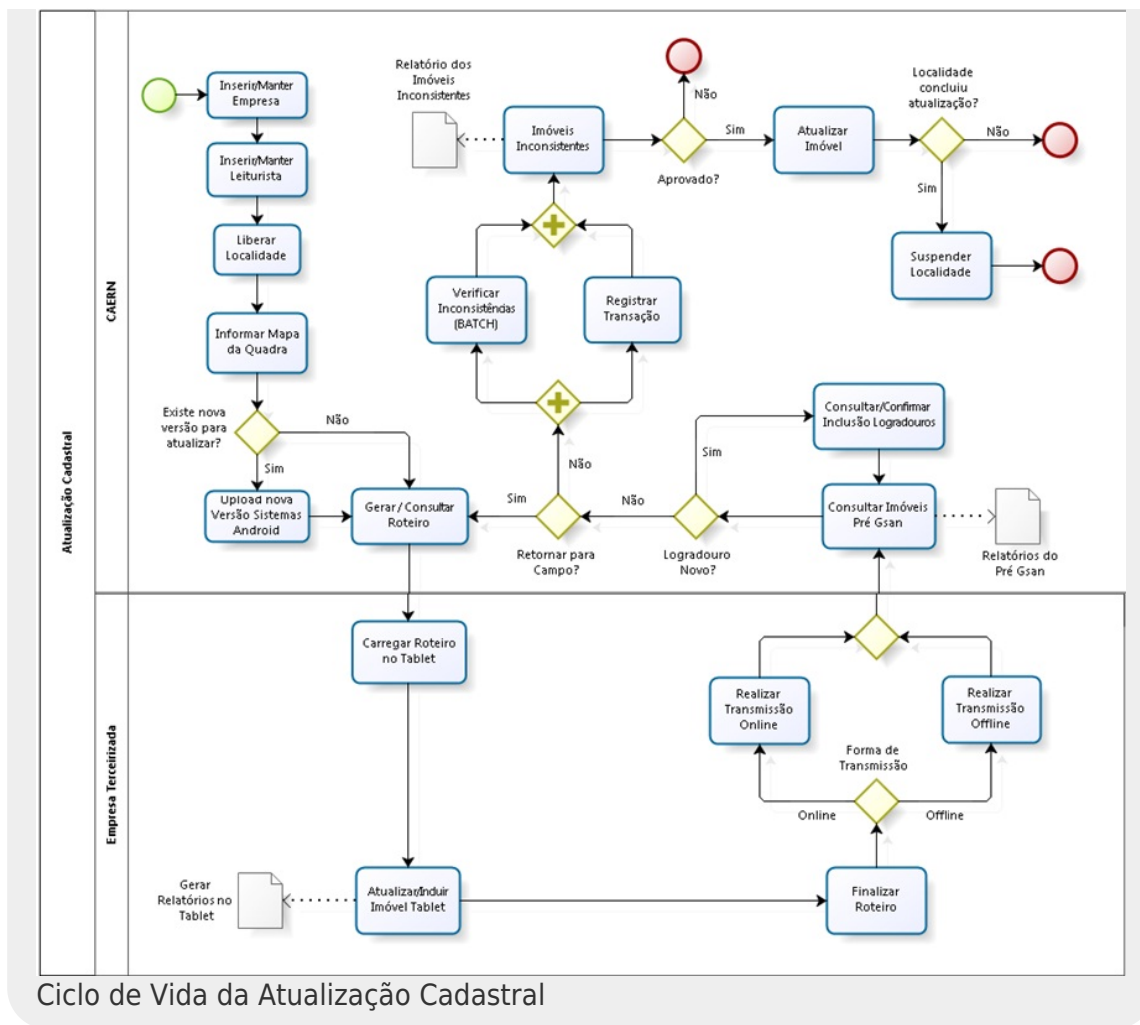 Atualização Cadastral
CAERN
Inserir/Manter
Empresa
Inserir/Manter
Leiturista
Liberar
Localidade
Informar Mapa
da Quadra
Existe nova
versão para
atualizar?
Não
Sim
Upload nova
Versão Sistemas
Android
Gerar / Consultar
Roteiro
Relatório dos
Imóveis
Inconsistentes
Imóveis
Inconsistentes
Não
Aprovado?
Sim
Atualizar
Imóvel
Localidade
concluiu
atualização?
Não
Sim
Suspender
Localidade
Verificar
Inconsistências
(BATCH)
Registrar
Transação
Não
Sim
Retornar para
Campo?
Não
Logradouro
Novo?
Sim
Consultar/Confirmar
Inclusão Logradouros
Consultar Imóveis
Pré Gsan
Relatórios do
Pré Gsan
Empresa Terceirizada
Carregar Roteiro
no Tablet
Realizar
Transmissão
Online
Realizar
Transmissão
Offline
Forma de
Transmissão
Online
Offline
Gerar
Relatórios no
Tablet
Atualizar/Induir
Imóvel Tablet
Finalizar
Roteiro
Ciclo de Vida da Atualização Cadastral